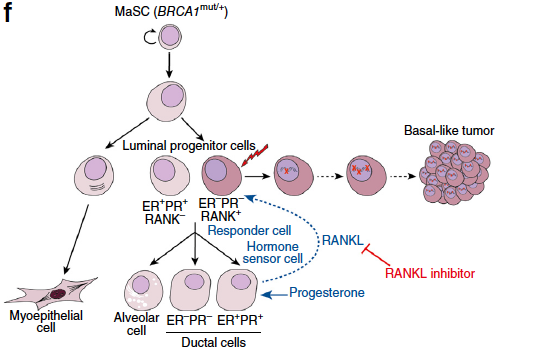 f
MaSC (BRCA1mut/+)
Luminal progenitor cells
Basal-like tumor
ER+PR+
RANK−
ER−PR−
RANK+
Responder cell
Hormone
sensor cell
RANKL
RANKL inhibitor
Progesterone
Myoepithelial
cell
Alveolar
cell
ER−PR−
ER+PR+
Ductal cells